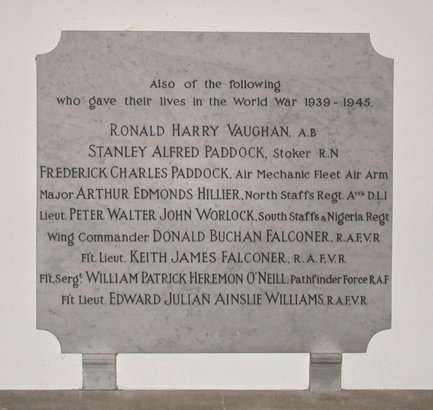 Also of the following
who gave their lives in the World War 1939 - 1945.
RONALD HARRY VAUGHAN, A.B
STANLEY ALFRED PADDOCK, Stoker R.N
FREDERICK CHARLES PADDOCK, Air Mechanic Fleet Air Arm
Major ARTHUR EDMONDS HILLIER, North Staffs Regt. Attd D.L.I
Lieut. PETER WALTER JOHN WORLOCK, South Staffs & Nigeria Regt
Wing Commander DONALD BUCHAN FALCONER, R.A.F.V.R
Flt. Lieut. KEITH JAMES FALCONER, R.A.F.V.R
Flt. Sergt WILLIAM PATRICK HEREMON O'NEILL, Pathfinder Force R.A.F
Flt Lieut. EDWARD JULIAN AINSLIE WILLIAMS, R.A.F.V.R